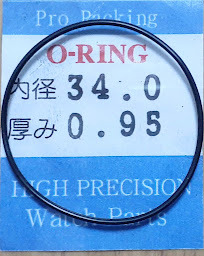 Pro Packing
O-RING
内径 34.0
厚み 0.95
HIGH PRECISION
Watch Parts